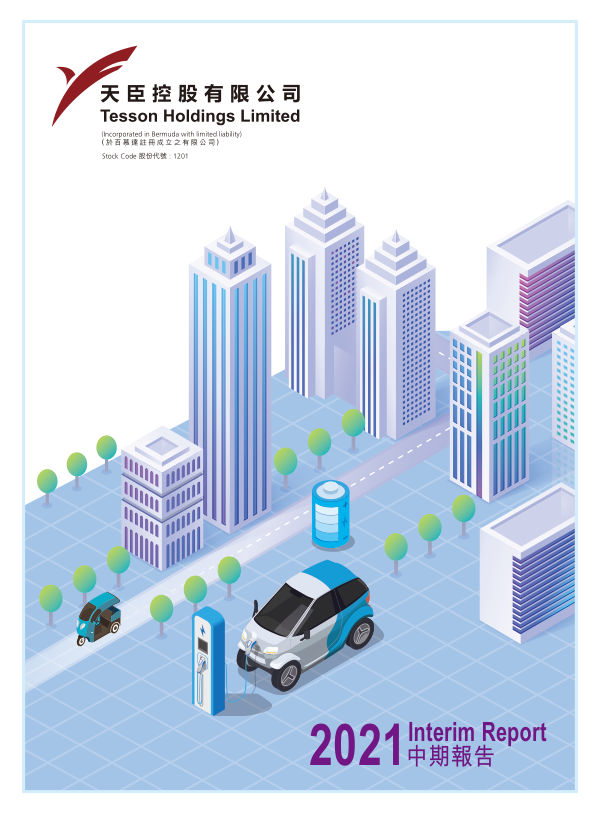 天臣控股有限公司
Tesson Holdings Limited
(Incorporated in Bermuda with limited liability)
(於百慕達註冊成立之有限公司)
Stock Code 股份代號 : 1201
2021 Interim Report
中期報告